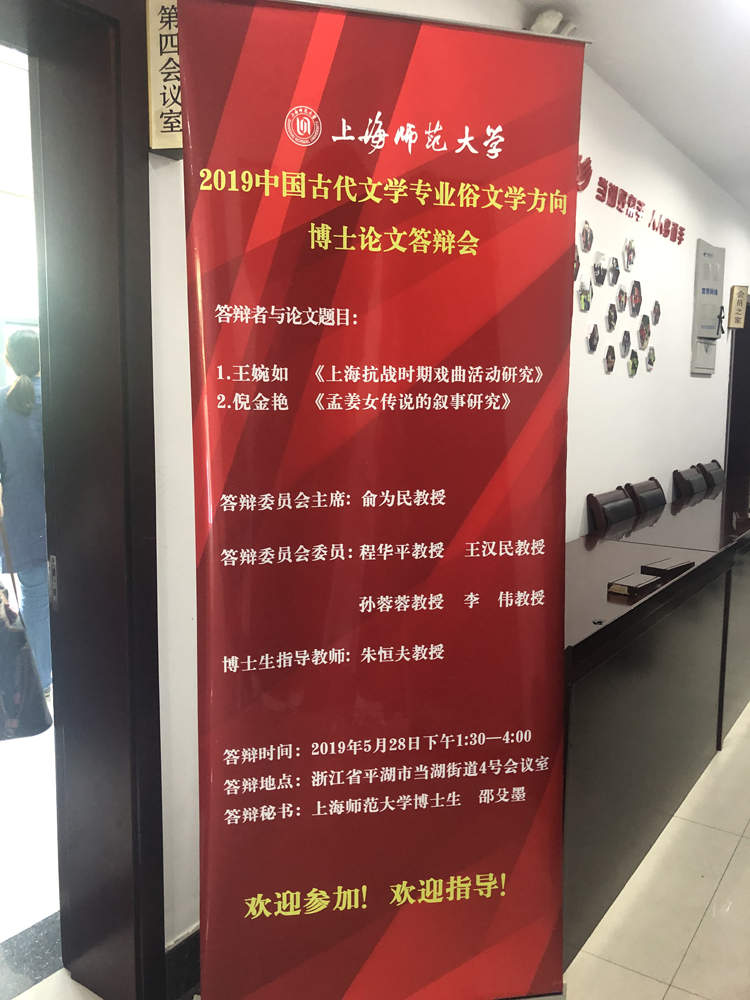 第四会议室
上海师范大学
2019中国古代文学专业俗文学方向
博士论文答辩会
答辩者与论文题目：
1.王婉如 《上海抗战时期戏曲活动研究》
2.倪金艳 《孟姜女传说的叙事研究》
答辩委员会主席：俞为民教授
答辩委员会委员：程华平教授 王汉民教授
孙蓉蓉教授 李 伟教授
博士生指导教师：朱恒夫教授
答辩时间：2019年5月28日下午1:30—4:00
答辩地点：浙江省平湖市当湖街道4号会议室
答辩秘书：上海师范大学博士生 邵殳墨
欢迎参加！ 欢迎指导！
会员之家